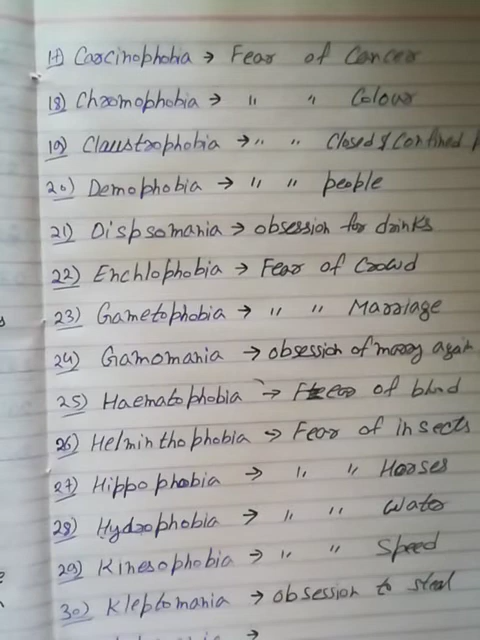 17) Carcinophobia → Fear of Cancer
18) Chromophobia → " " Colour
19) Claustrophobia → " " Closed & Confined
20) Demophobia → " " people
21) Dispsomania → obsession for drinks
22) Enchlophobia → Fear of Crowd
23) Gametophobia → " " Marriage
24) Gamomania → obsession of marry again
25) Haematophobia → Fear of blood
26) Helminthophobia → Fear of insects
27) Hippophobia → " " Horses
28) Hydrophobia → " " Water
29) Kinesophobia → " " Speed
30) Kleptomania → obsession to steal